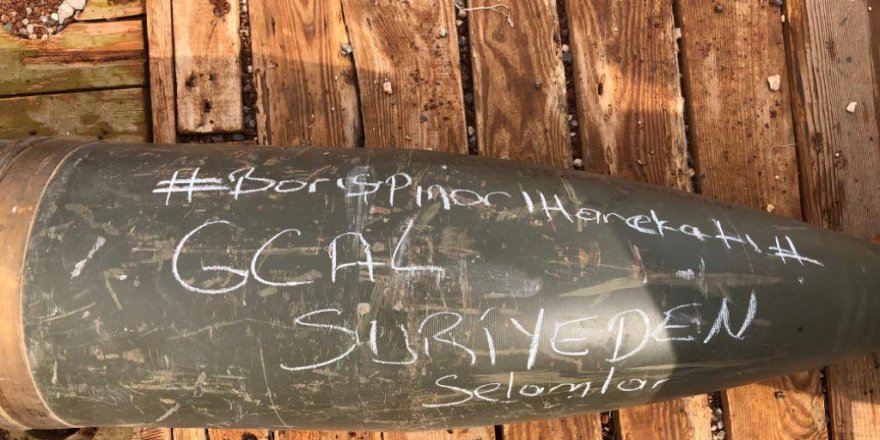 #BarışPınarıHarekatı#
GCAL
SURİYEDEN
Selamlar